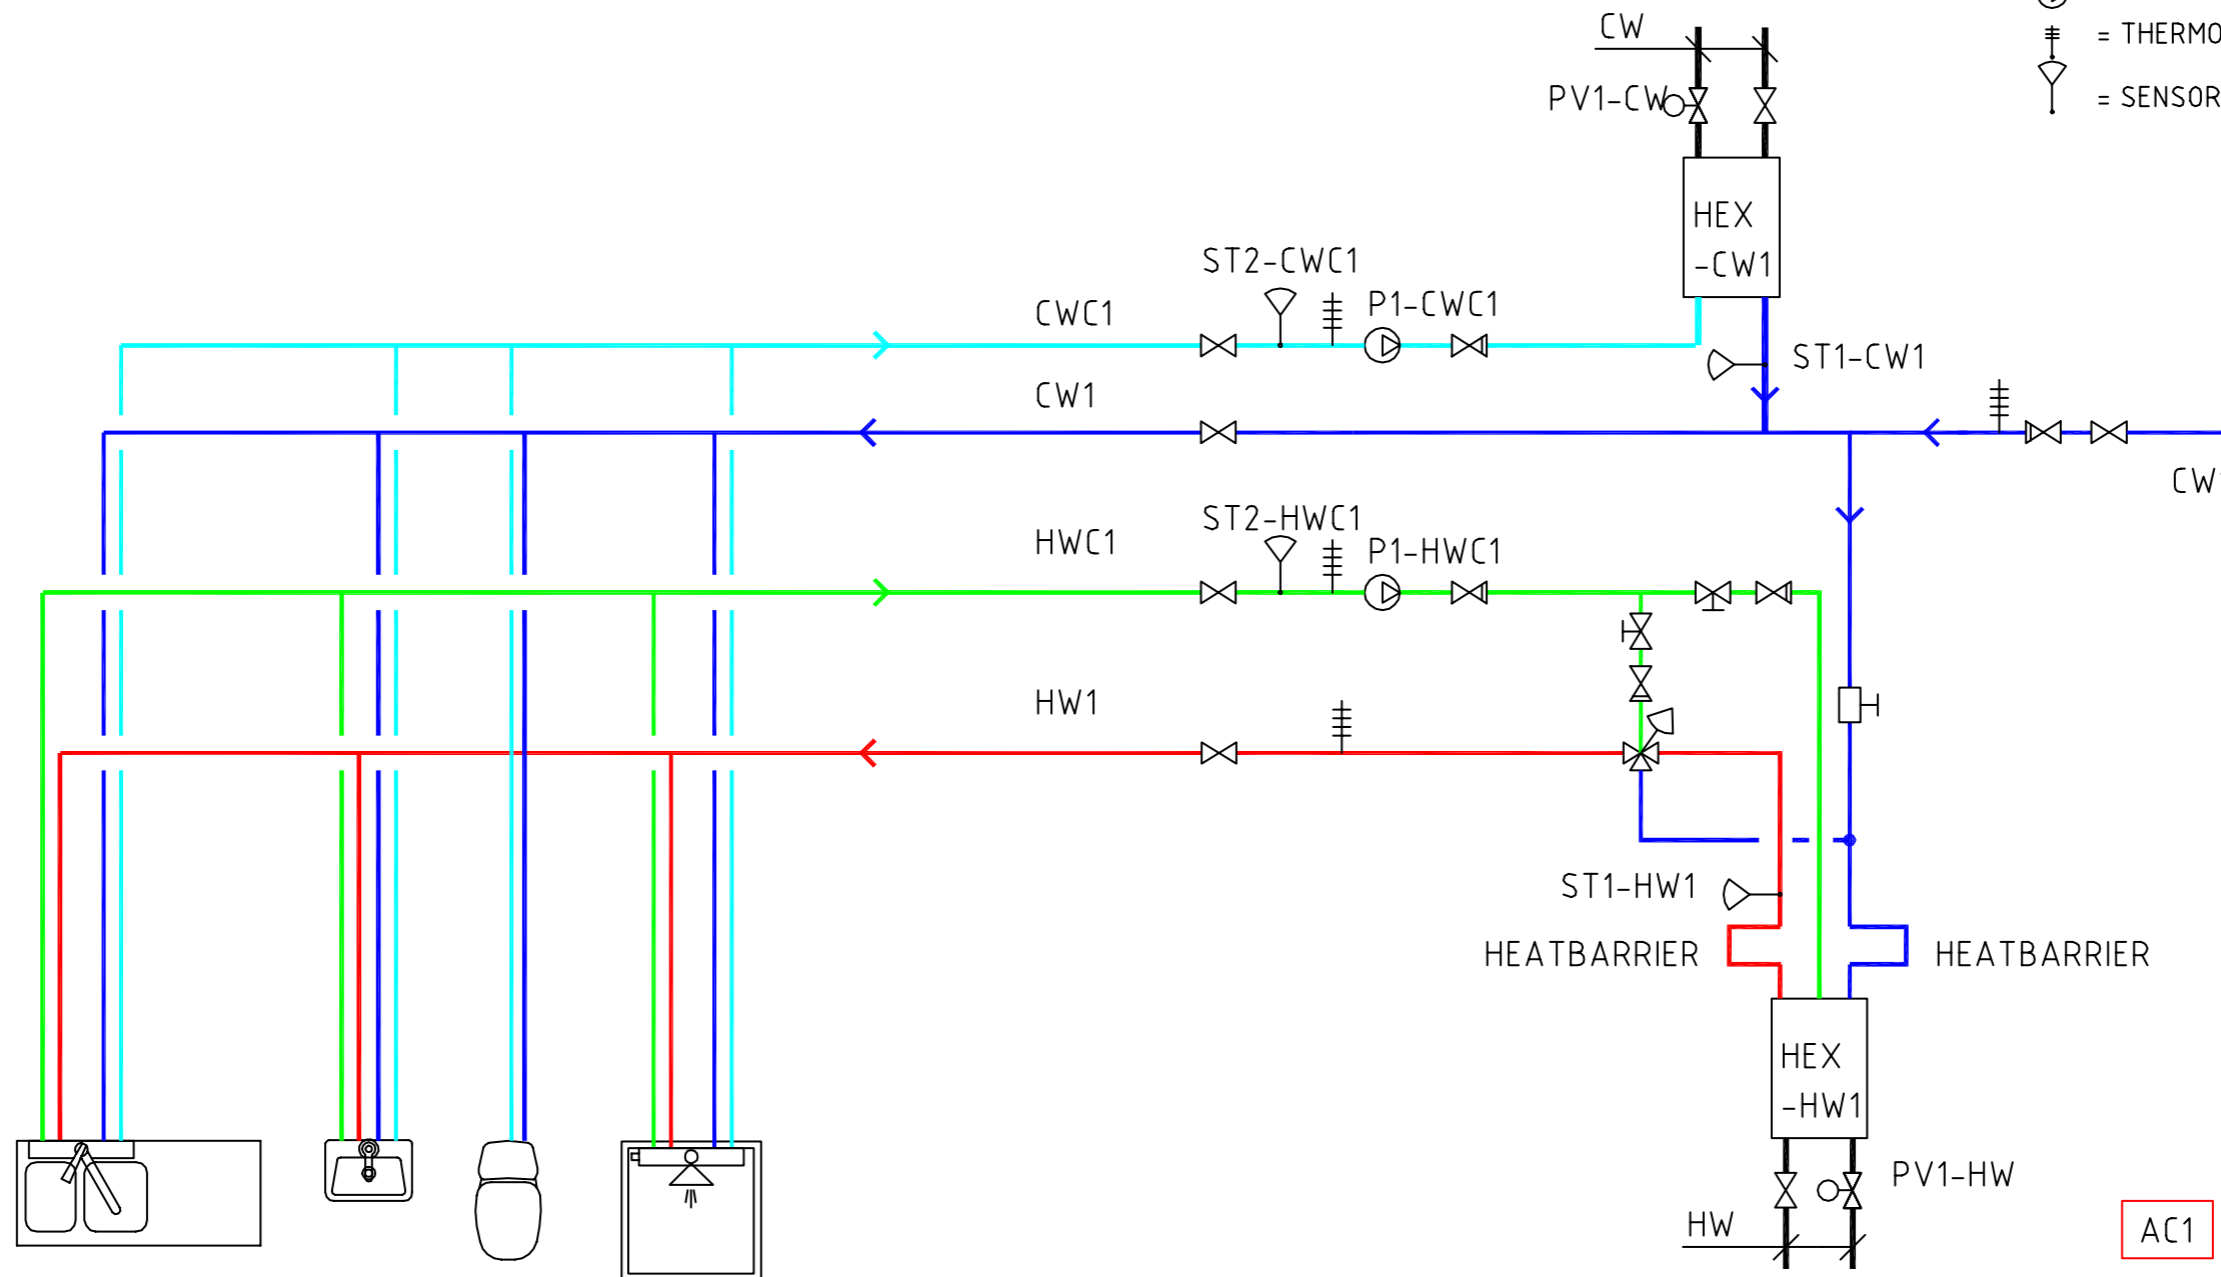 CW
= THERMO
PV1-CW
= SENSOR
HEX
-CW1
ST2-CWC1
P1-CWC1
CWC1
ST1-CW1
CW1
CW
ST2-HWC1
P1-HWC1
HWC1
HW1
ST1-HW1
HEATBARRIER
HEATBARRIER
HEX
-HW1
PV1-HW
HW
AC1